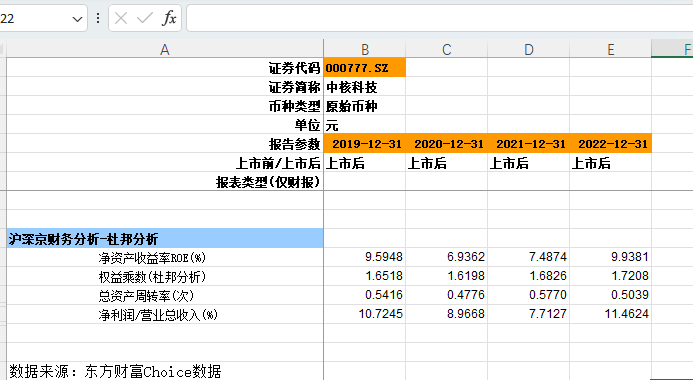 22 fx
A B C D E F
证券代码 000777.SZ
证券简称 中核科技
币种类型 原始币种
单位 元
报告参数 2019-12-31 2020-12-31 2021-12-31 2022-12-31
上市前/上市后 上市后 上市后 上市后 上市后
报表类型(仅财报)
沪深京财务分析-杜邦分析
净资产收益率ROE(%) 9.5948 6.9362 7.4874 9.9381
权益乘数(杜邦分析) 1.6518 1.6198 1.6826 1.7208
总资产周转率(次) 0.5416 0.4776 0.5770 0.5039
净利润/营业总收入(%) 10.7245 8.9668 7.7127 11.4624
数据来源：东方财富Choice数据